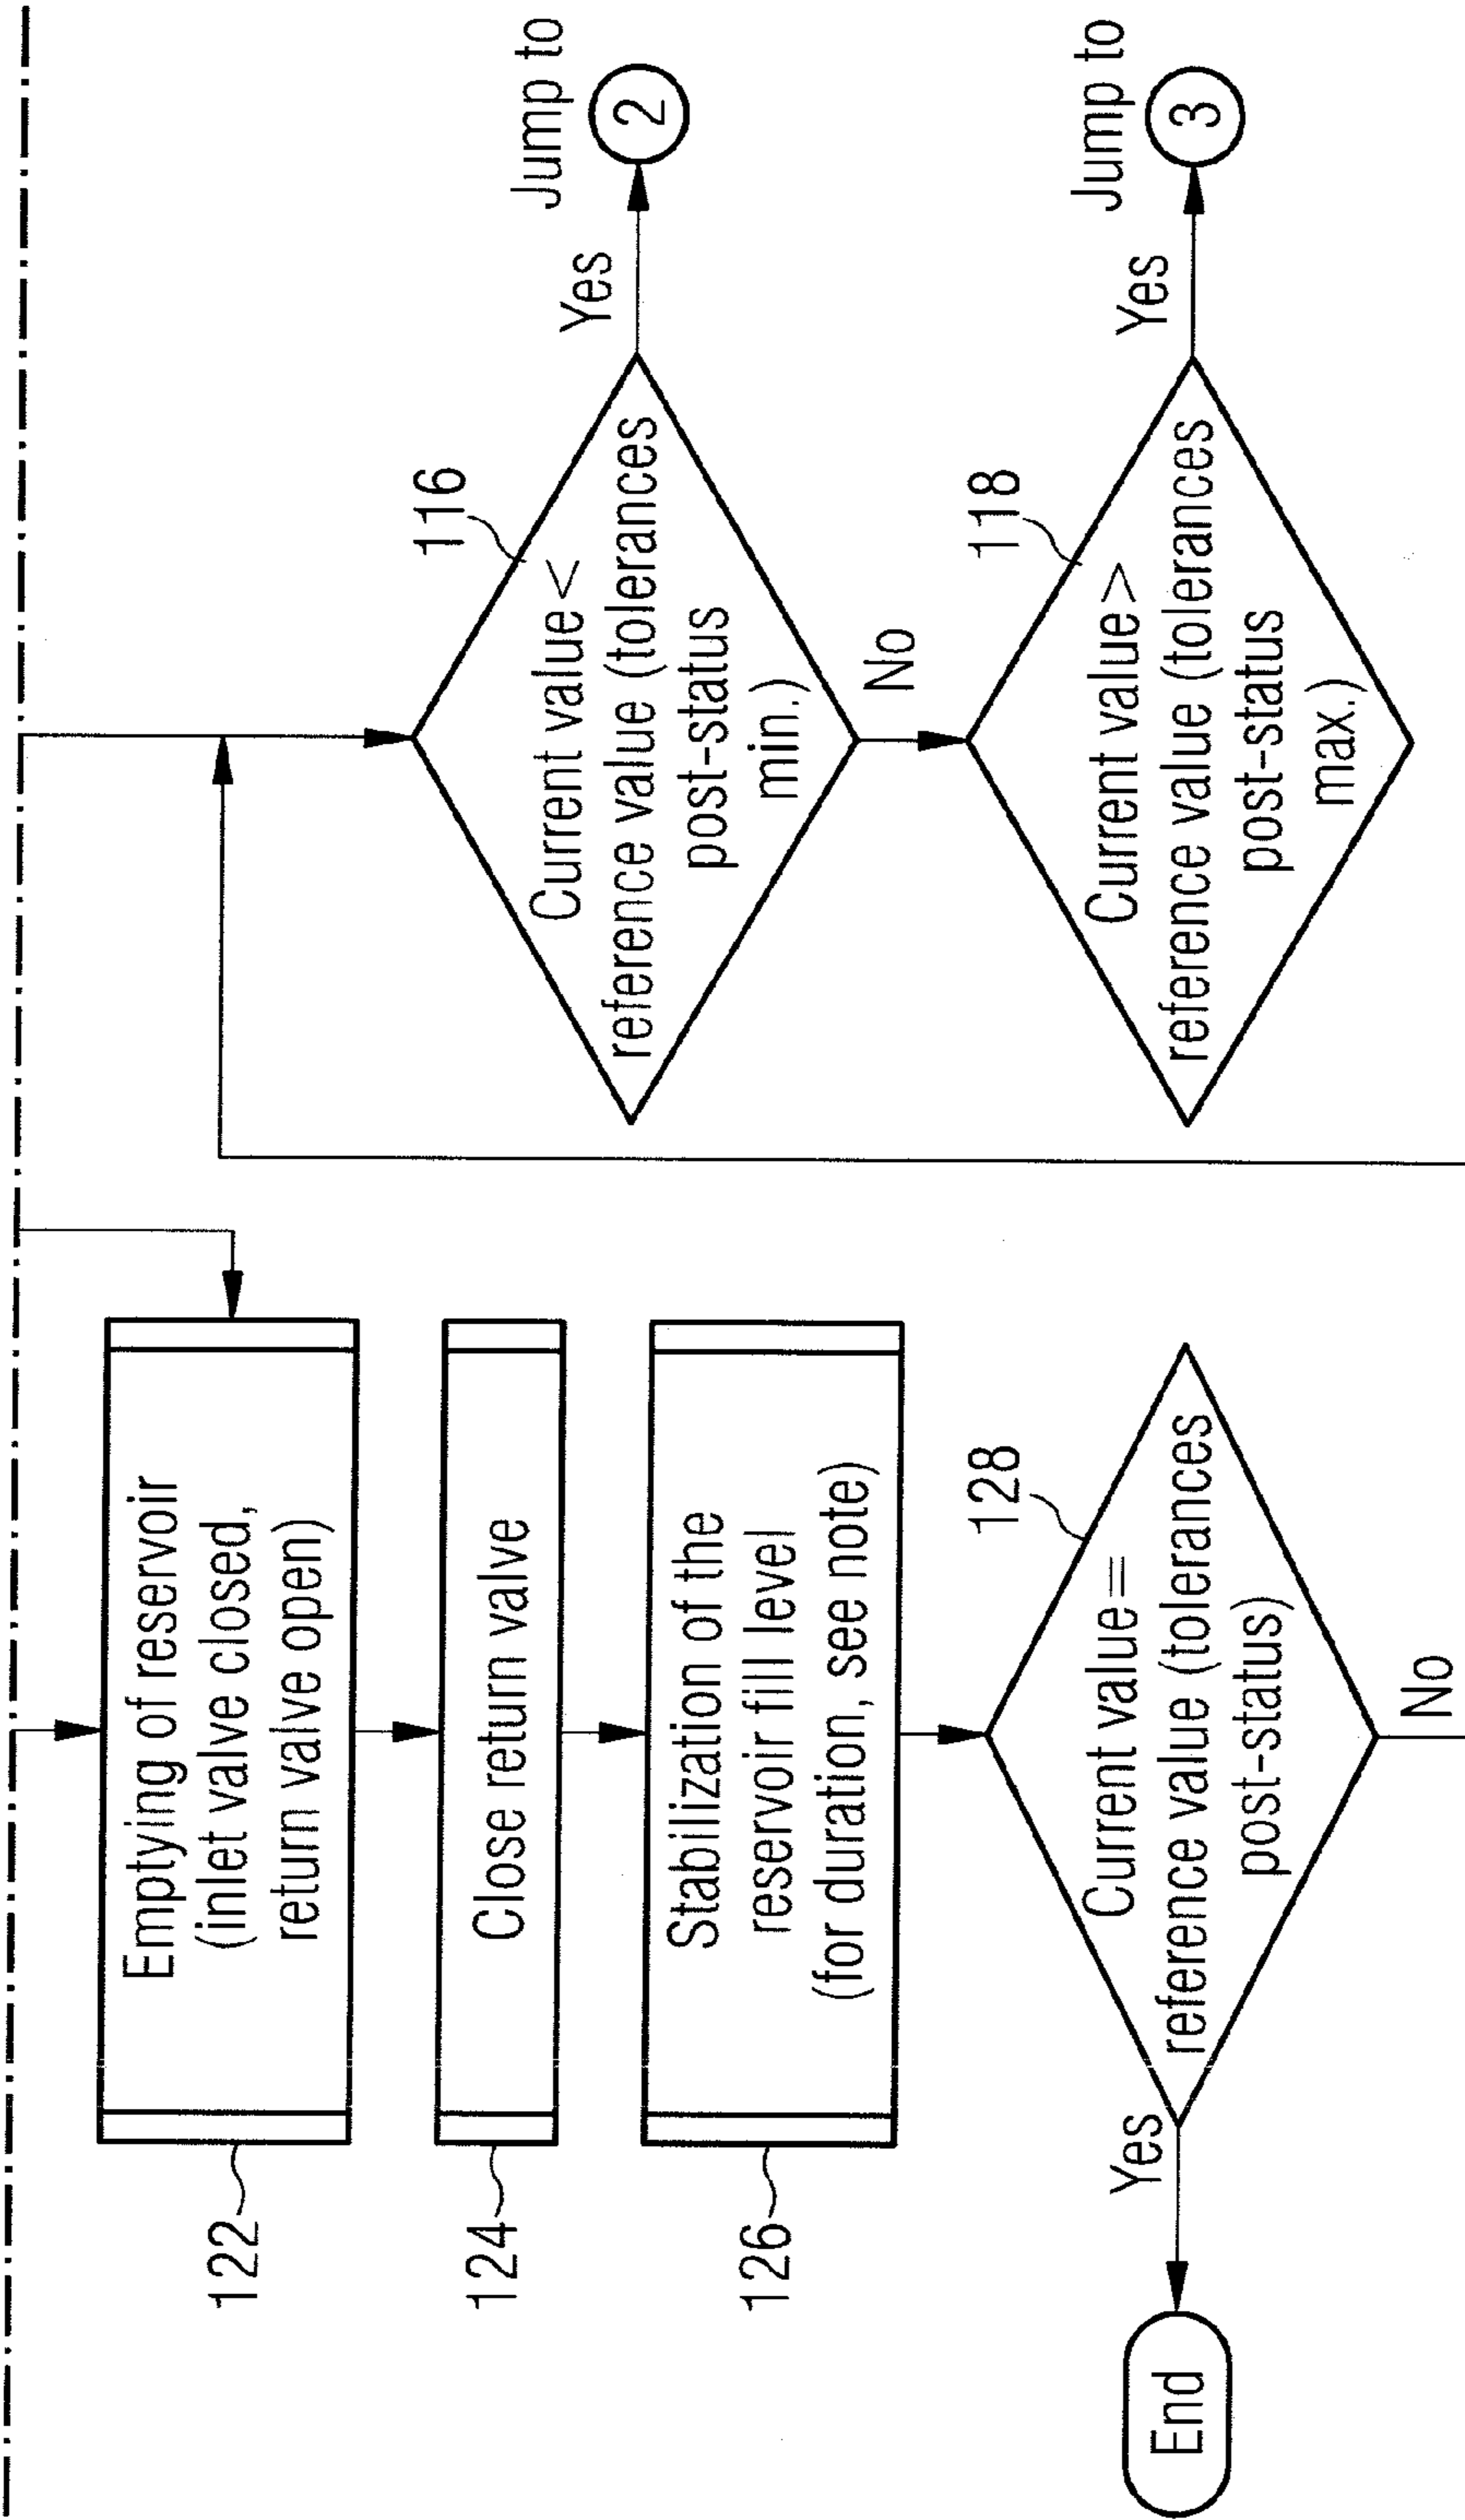 122
Emptying of reservoir
(inlet valve closed,
return valve open)
124
Close return valve
126
Stabilization of the
reservoir fill level
(for duration, see note)
128
Current value =
reference value (tolerances
post-status)
Yes
End
No
116
Current value <
reference value (tolerances
post-status
min.)
Yes
Jump to
2
No
118
Current value >
reference value (tolerances
post-status
max.)
Yes
Jump to
3